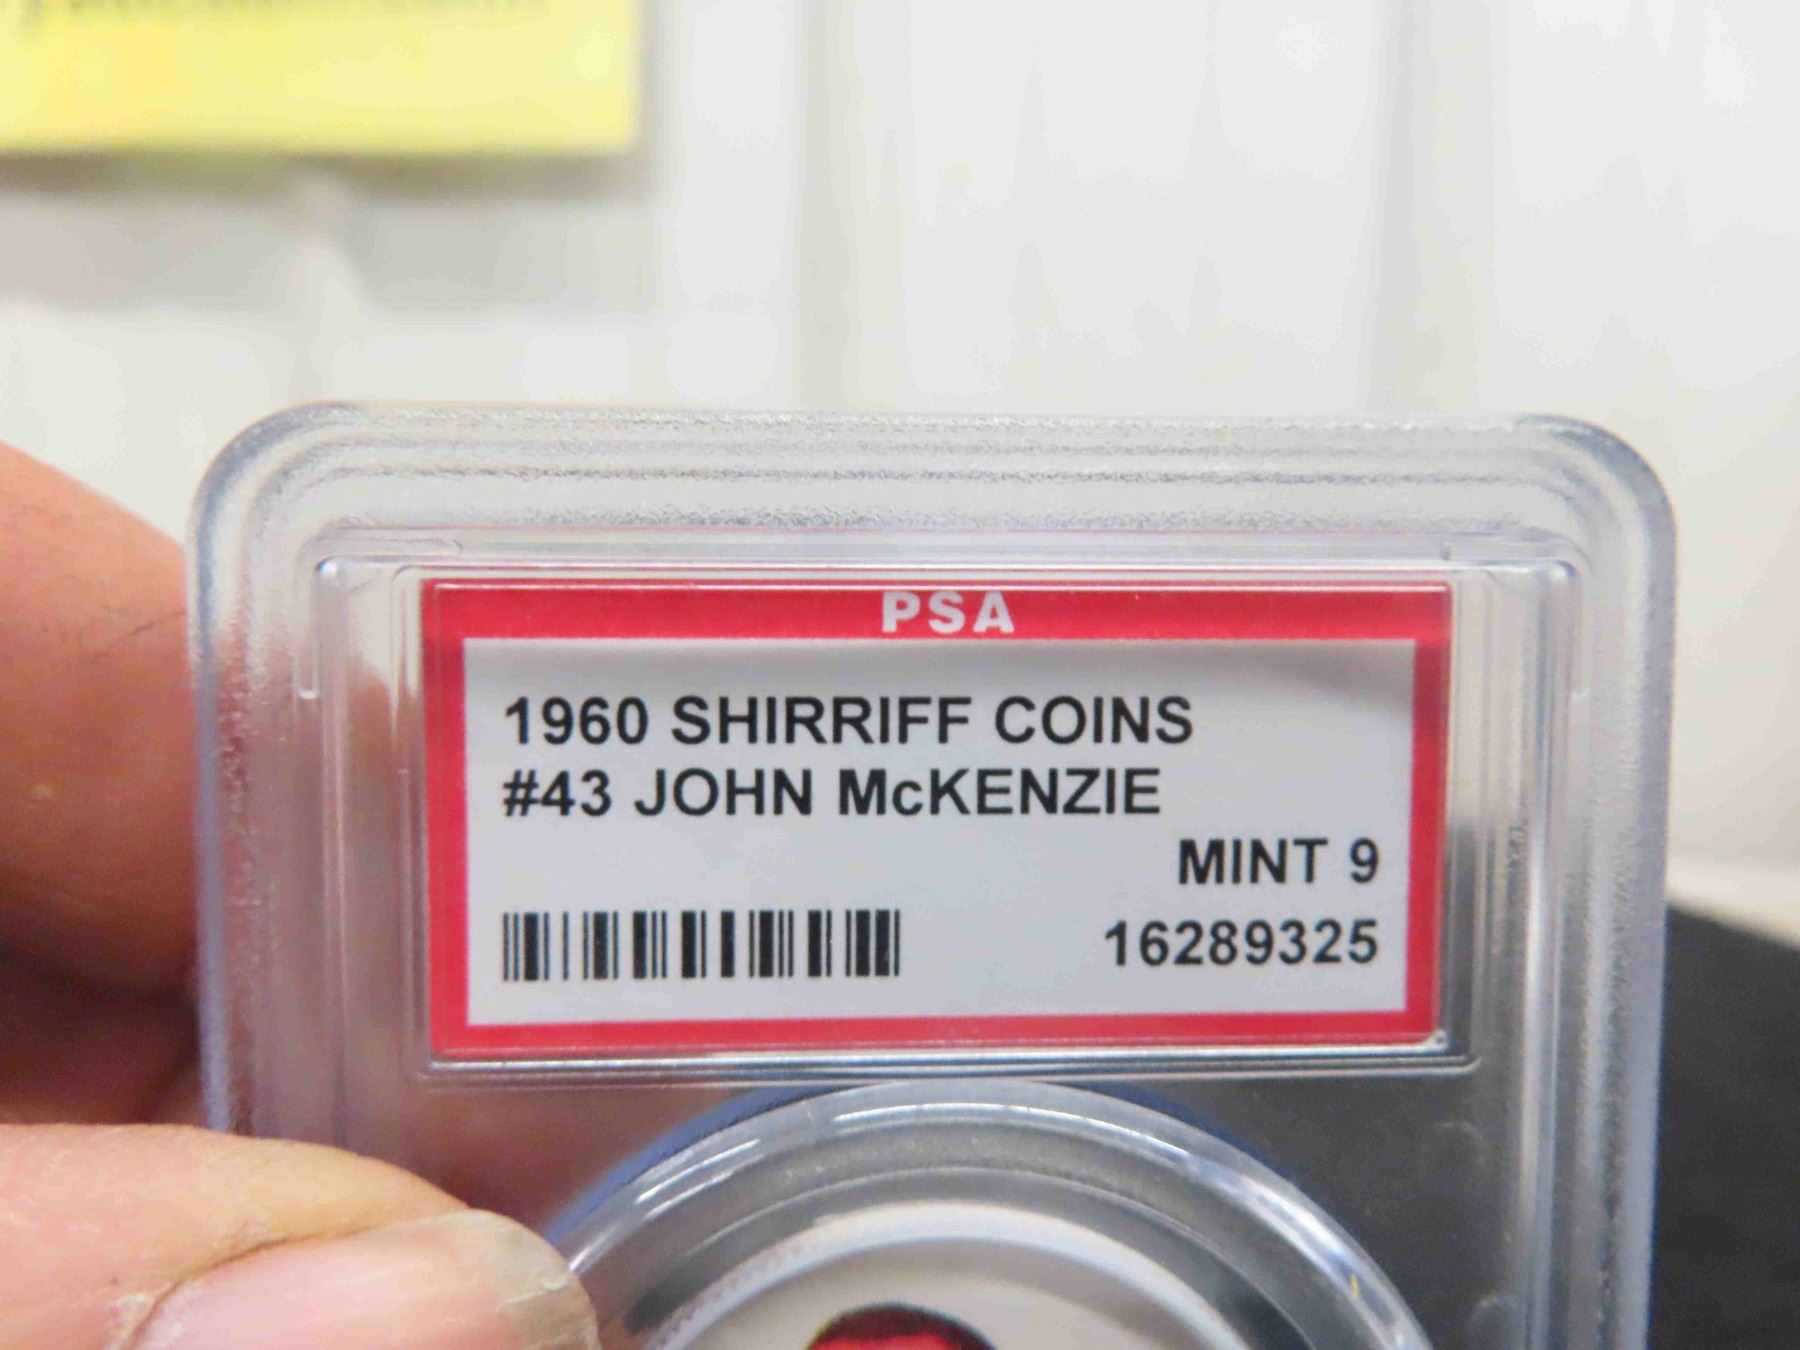 PSA
1960 SHIRRIFF COINS
#43 JOHN McKENZIE
MINT 9
16289325